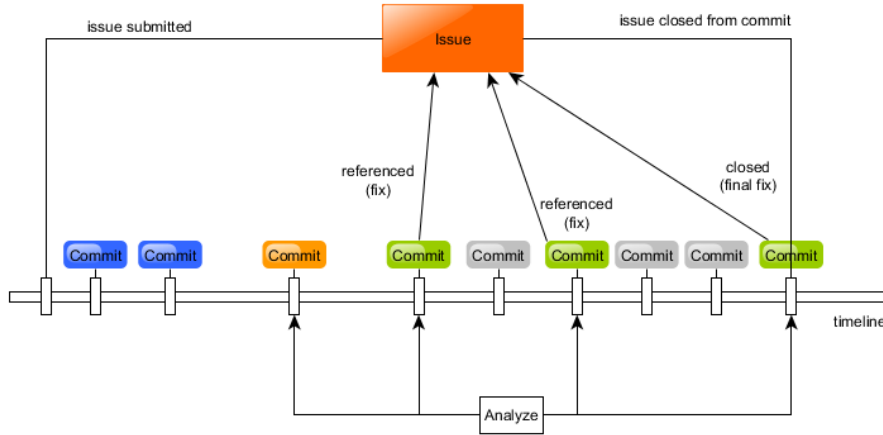 issue submitted
Issue
issue closed from commit
referenced
(fix)
referenced
(fix)
closed
(final fix)
Commit
Commit
Commit
Commit
Commit
Commit
Commit
Commit
Commit
timeline
Analyze